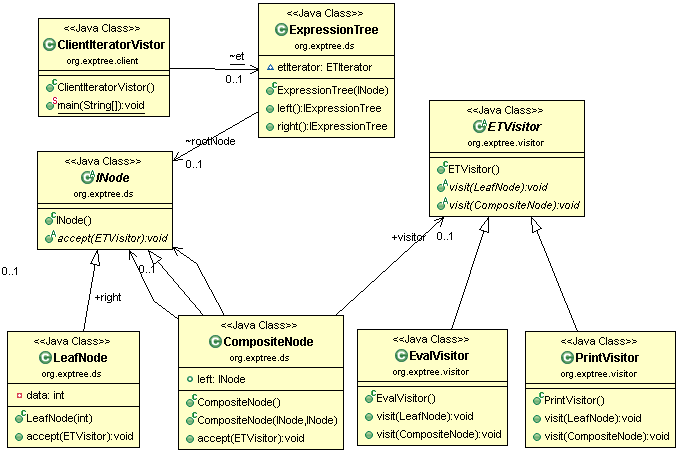 <<Java Class>>
ClientIteratorVistor
org.exptree.client
ClientIteratorVistor()
main(String[]):void
~et
0..1
<<Java Class>>
ExpressionTree
org.exptree.ds
etIterator: ETIterator
ExpressionTree(INode)
left():IExpressionTree
right():IExpressionTree
~rootNode
0..1
<<Java Class>>
INode
org.exptree.ds
INode()
accept(ETVisitor):void
<<Java Class>>
ETVisitor
org.exptree.visitor
ETVisitor()
visit(LeafNode):void
visit(CompositeNode):void
+visitor
0..1
0..1
0..1
+right
<<Java Class>>
LeafNode
org.exptree.ds
data: int
LeafNode(int)
accept(ETVisitor):void
<<Java Class>>
CompositeNode
org.exptree.ds
left: INode
CompositeNode()
CompositeNode(INode,INode)
accept(ETVisitor):void
<<Java Class>>
EvalVisitor
org.exptree.visitor
EvalVisitor()
visit(LeafNode):void
visit(CompositeNode):void
<<Java Class>>
PrintVisitor
org.exptree.visitor
PrintVisitor()
visit(LeafNode):void
visit(CompositeNode):void